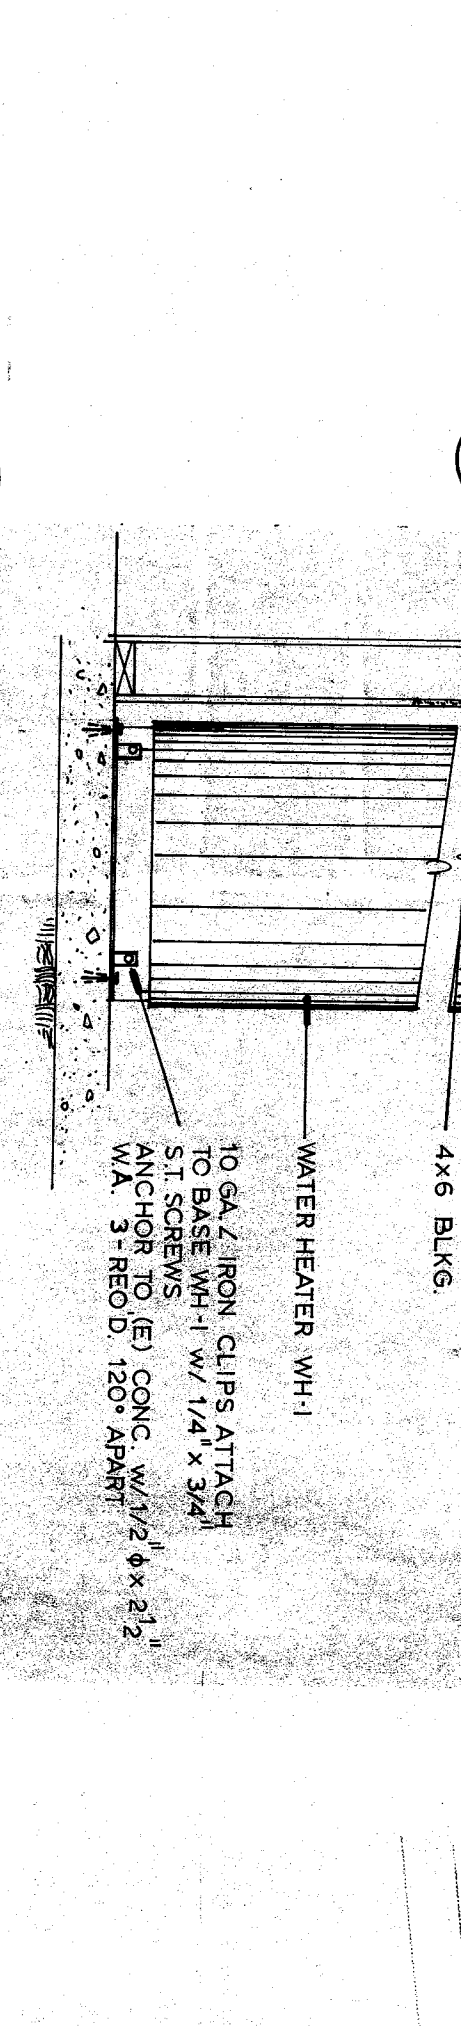 4x6 BLKG.
WATER HEATER WH-1
10 GA. ∠ IRON CLIPS ATTACH
TO BASE WH-1 W/ 1/4" x 3/4"
S.T. SCREWS
ANCHOR TO (E) CONC. W/ 1/2" ϕ x 2 1/2"
W.A. 3-REQ'D. 120° APART